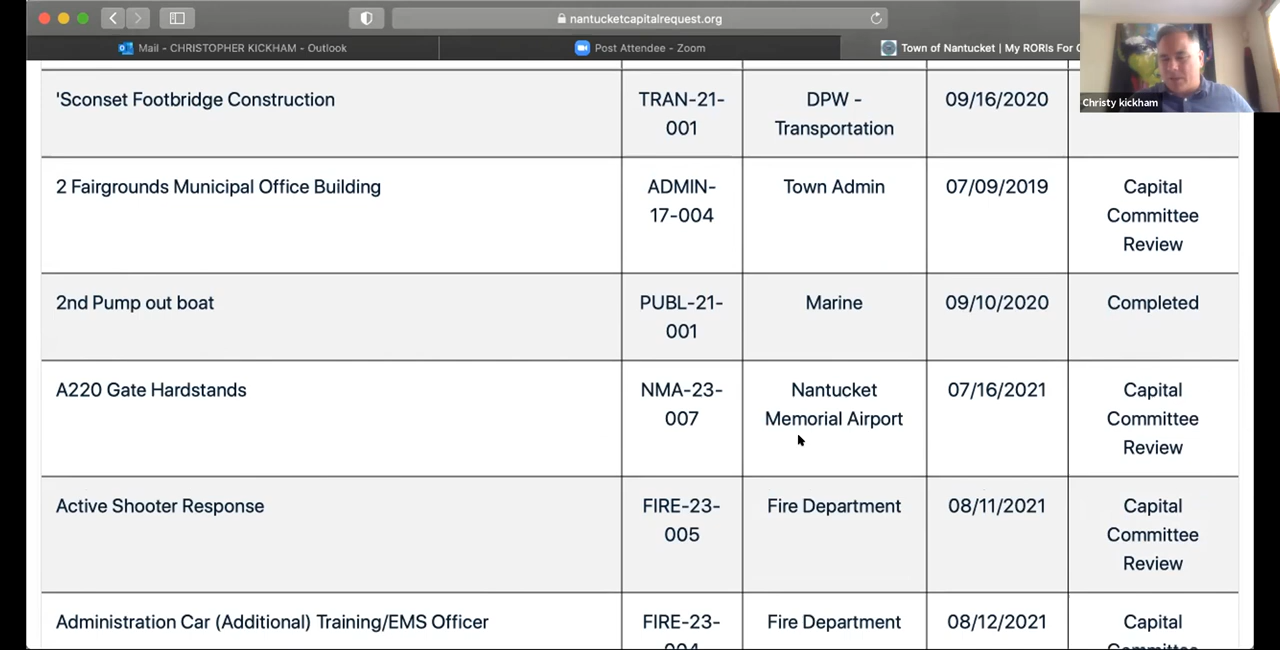 nantucketcapitalrequest.org
Mail - CHRISTOPHER KICKHAM - Outlook
Post Attendee - Zoom
Town of Nantucket | My RORIs For C
Christy kickham
'Sconset Footbridge Construction
TRAN-21-
001
DPW -
Transportation
09/16/2020
2 Fairgrounds Municipal Office Building
ADMIN-
17-004
Town Admin
07/09/2019
Capital
Committee
Review
2nd Pump out boat
PUBL-21-
001
Marine
09/10/2020
Completed
A220 Gate Hardstands
NMA-23-
007
Nantucket
Memorial Airport
07/16/2021
Capital
Committee
Review
Active Shooter Response
FIRE-23-
005
Fire Department
08/11/2021
Capital
Committee
Review
Administration Car (Additional) Training/EMS Officer
FIRE-23-
004
Fire Department
08/12/2021
Capital
Committee